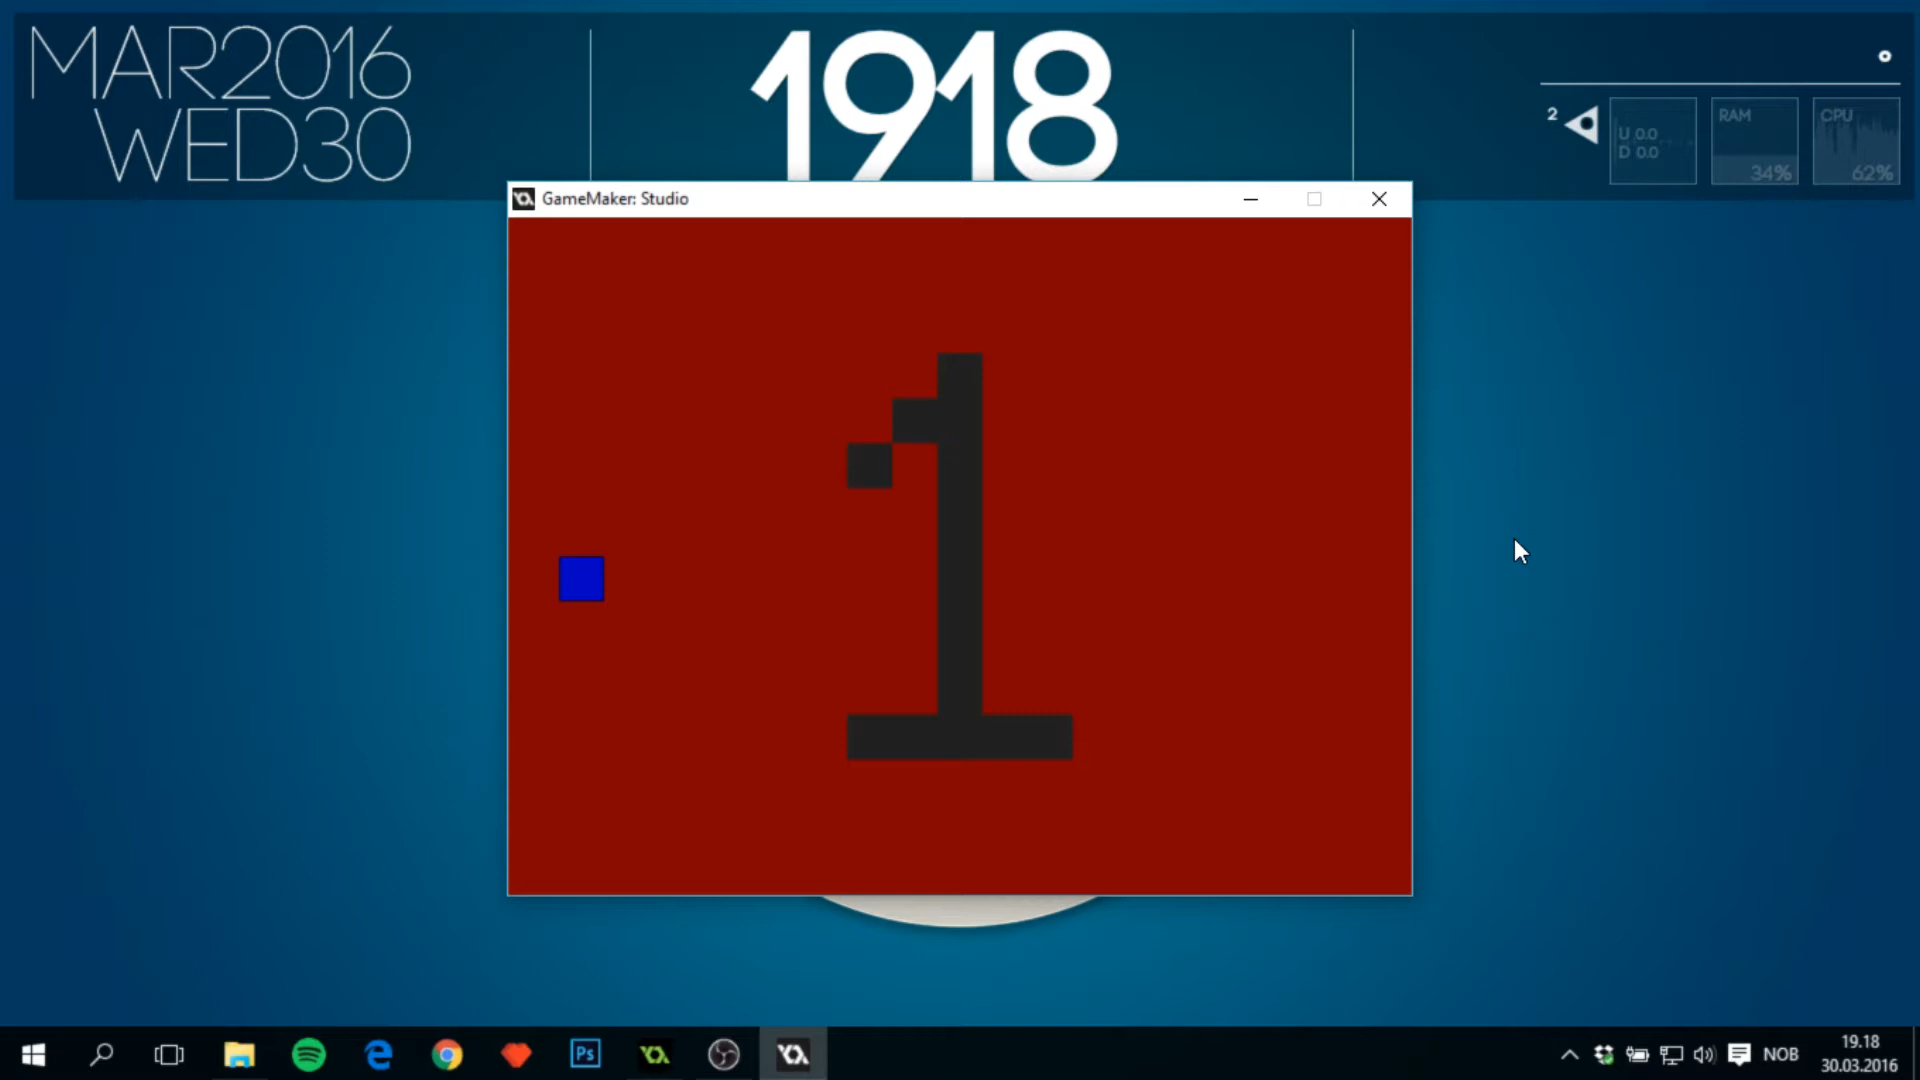 MAR2016
WED30
1918
2
U 0.0
D 0.0
RAM
34%
CPU
62%
GameMaker: Studio
1
Ps
NOB
19.18
30.03.2016